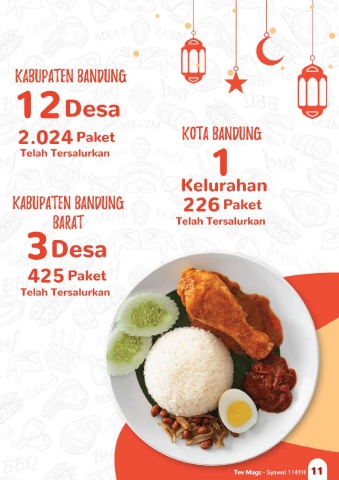 KABUPATEN BANDUNG
12 Desa
2.024 Paket
Telah Tersalurkan
KOTA BANDUNG
1
Kelurahan
226 Paket
Telah Tersalurkan
KABUPATEN BANDUNG
BARAT
3 Desa
425 Paket
Telah Tersalurkan
Tev Magz - Syawal 1141H 11